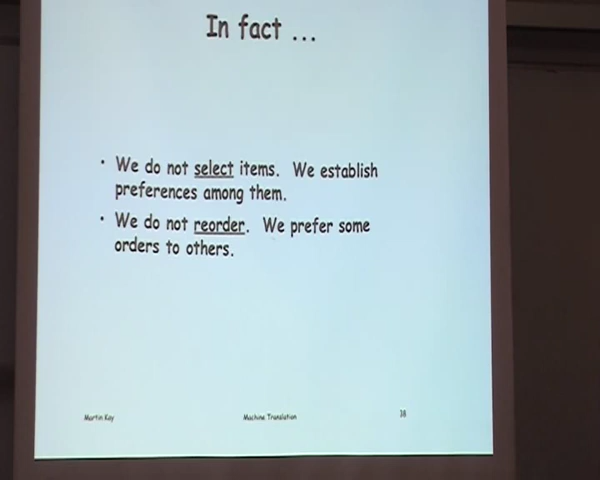 In fact ...
• We do not select items. We establish
preferences among them.
• We do not reorder. We prefer some
orders to others.
Martin Kay Machine Translation 16